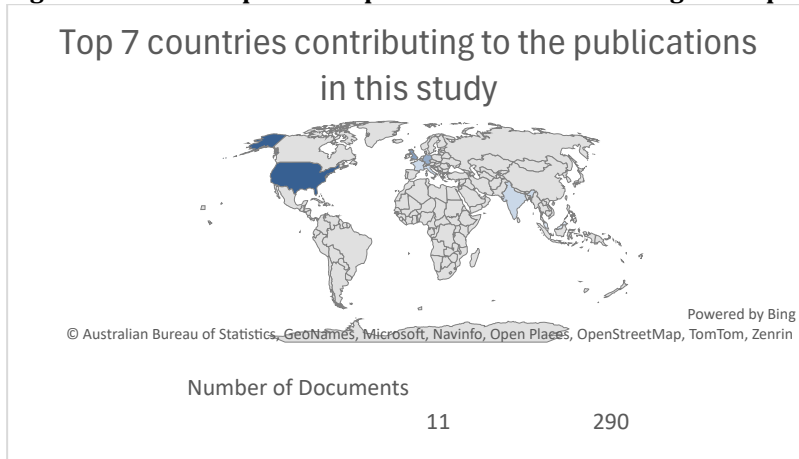 Top 7 countries contributing to the publications
in this study
Powered by Bing
© Australian Bureau of Statistics, GeoNames, Microsoft, Navinfo, Open Places, OpenStreetMap, TomTom, Zenrin
Number of Documents
11 290